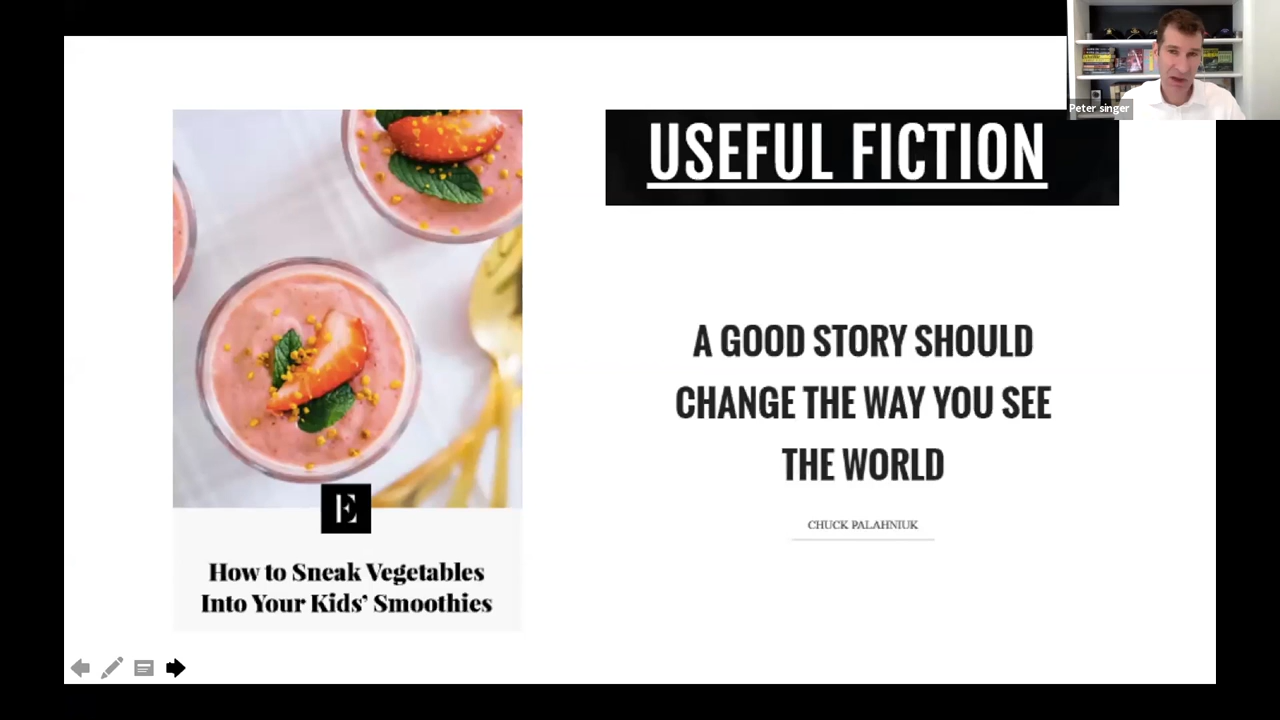 Peter singer
USEFUL FICTION
A GOOD STORY SHOULD
CHANGE THE WAY YOU SEE
THE WORLD
CHUCK PALAHNIUK
E
How to Sneak Vegetables
Into Your Kids’ Smoothies